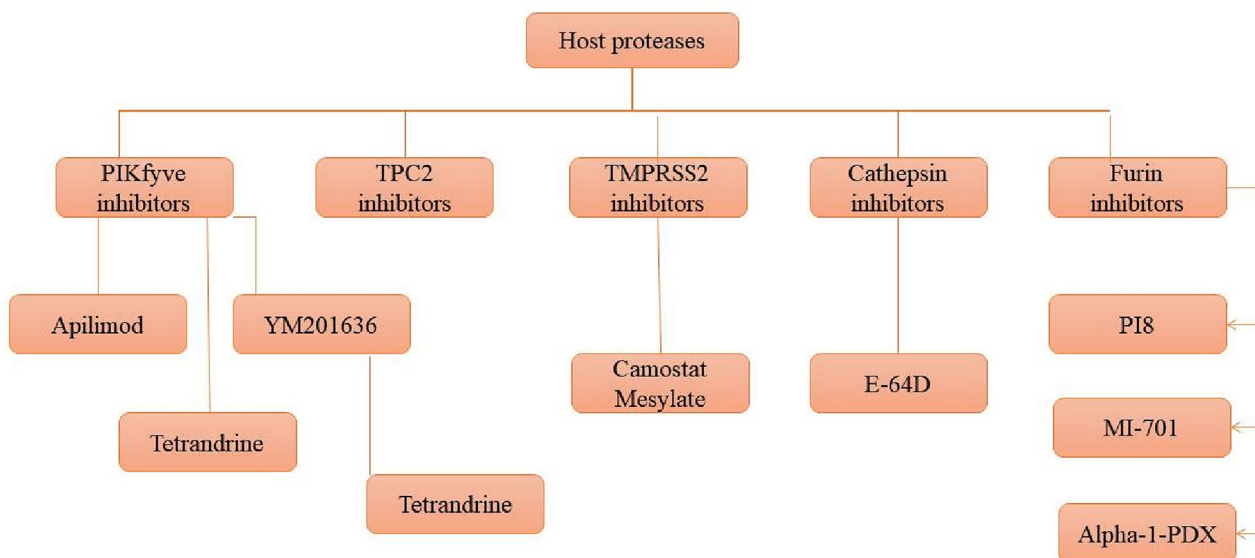 Host proteases
PIKfyve
inhibitors
TPC2
inhibitors
TMPRSS2
inhibitors
Cathepsin
inhibitors
Furin
inhibitors
Apilimod
YM201636
PI8
Camostat
Mesylate
E-64D
Tetrandrine
MI-701
Tetrandrine
Alpha-1-PDX